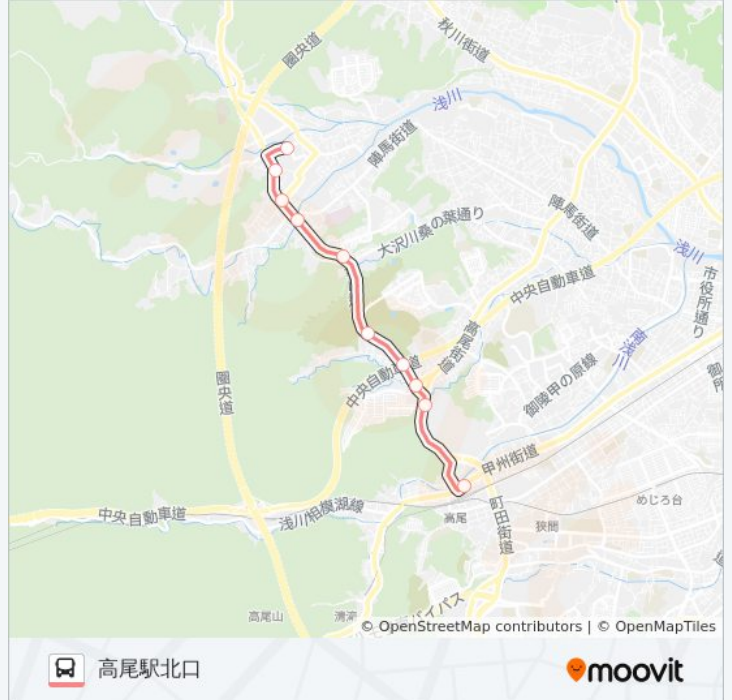 圏央道
秋川街道
浅川
陣馬街道
陣馬街道
大沢川桑の葉通り
浅川
中央自動車道
市役所通り
高尾街道
南浅川
圏央道
中央自動車道
御陵甲の原線
甲州街道
中央自動車道
浅川相模湖線
高尾
町田街道
狭間
めじろ台
高尾山
バイパス
© OpenStreetMap contributors | © OpenMapTiles
高尾駅北口
moovit